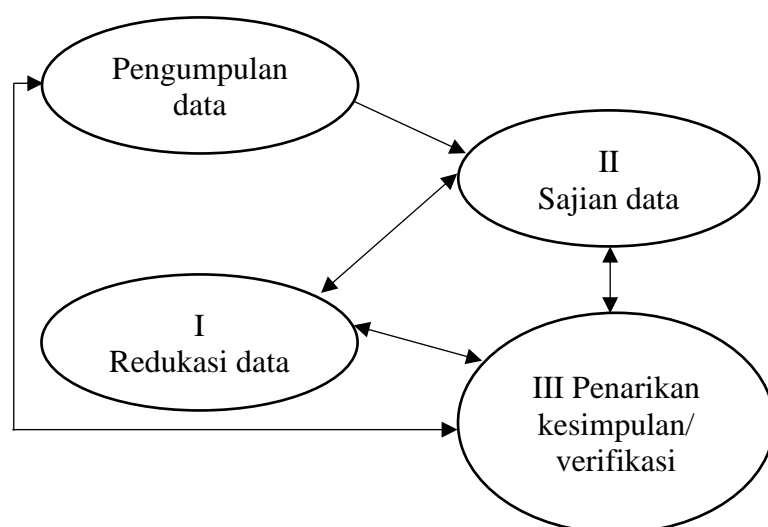 Pengumpulan
data
II
Sajian data
I
Redukasi data
III Penarikan
kesimpulan/
verifikasi